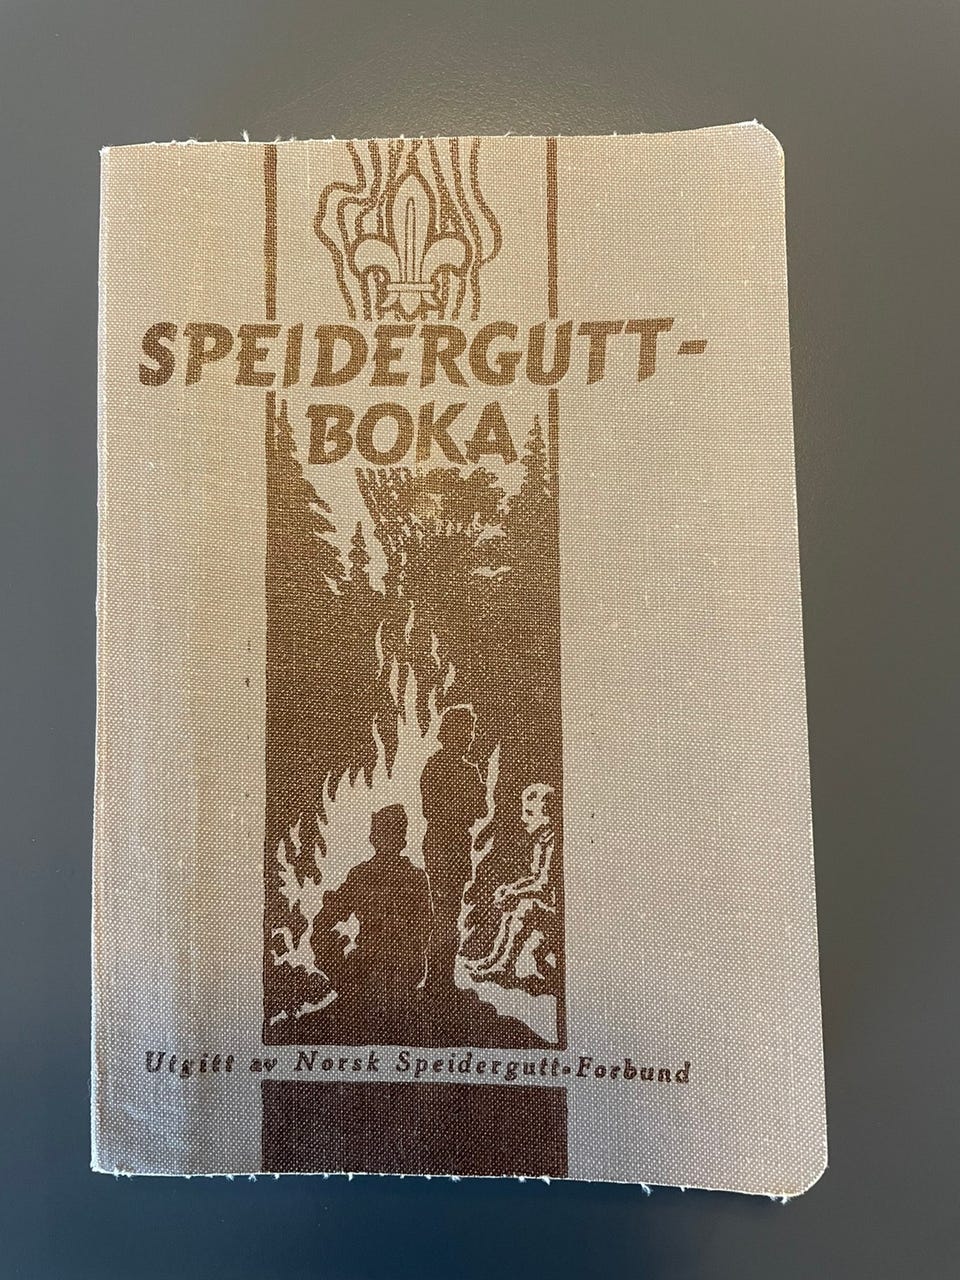 SPEIDERGUTT-
BOKA
Utgitt av Norsk Speidergutt-Forbund